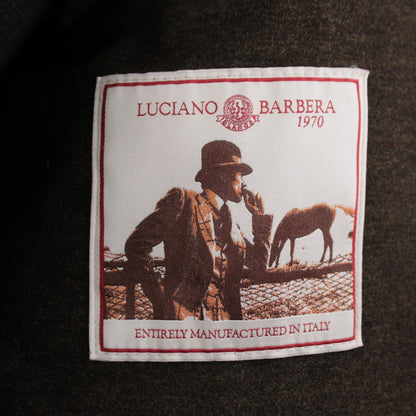 LUCIANO BARBERA
1970
ENTIRELY MANUFACTURED IN ITALY